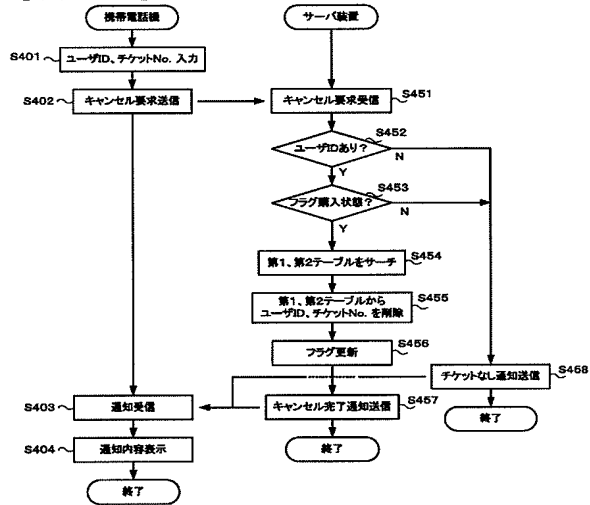 携帯電話機
サーバ装置
S401
ユーザID、チケットNo. 入力
S402
キャンセル要求送信
キャンセル要求受信
S451
S452
ユーザIDあり?
N
Y
S453
フラグ購入状態?
N
Y
第1、第2テーブルをサーチ
S454
第1、第2テーブルから
ユーザID、チケットNo. を削除
S455
フラグ更新
S456
チケットなし通知送信
S458
S403
通知受信
キャンセル完了通知送信
S457
終了
S404
通知内容表示
終了
終了